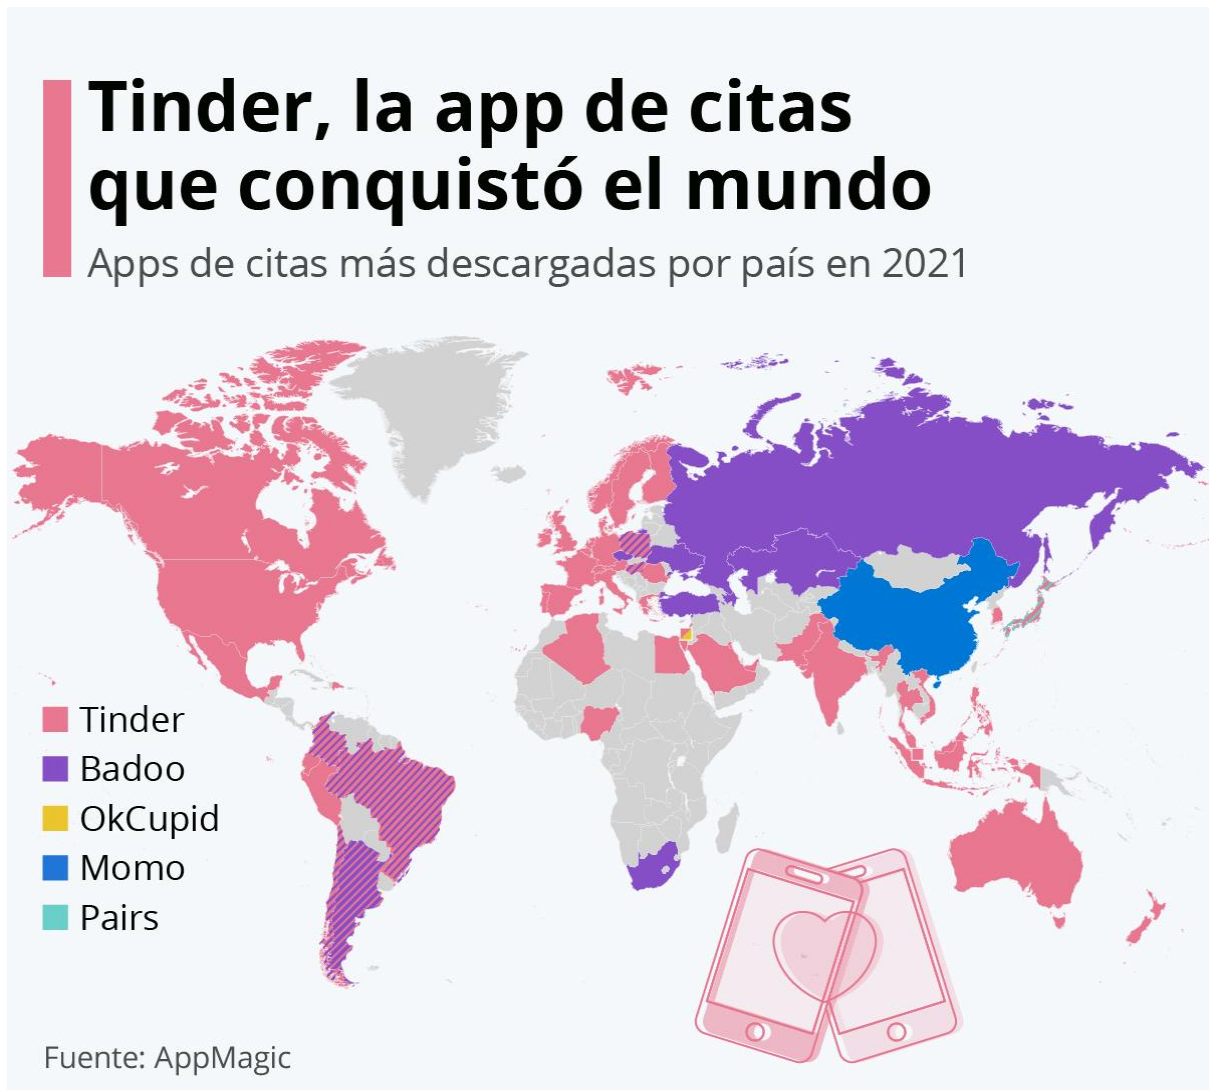 Tinder, la app de citas
que conquistó el mundo
Apps de citas más descargadas por país en 2021
Tinder
Badoo
OkCupid
Momo
Pairs
Fuente: AppMagic